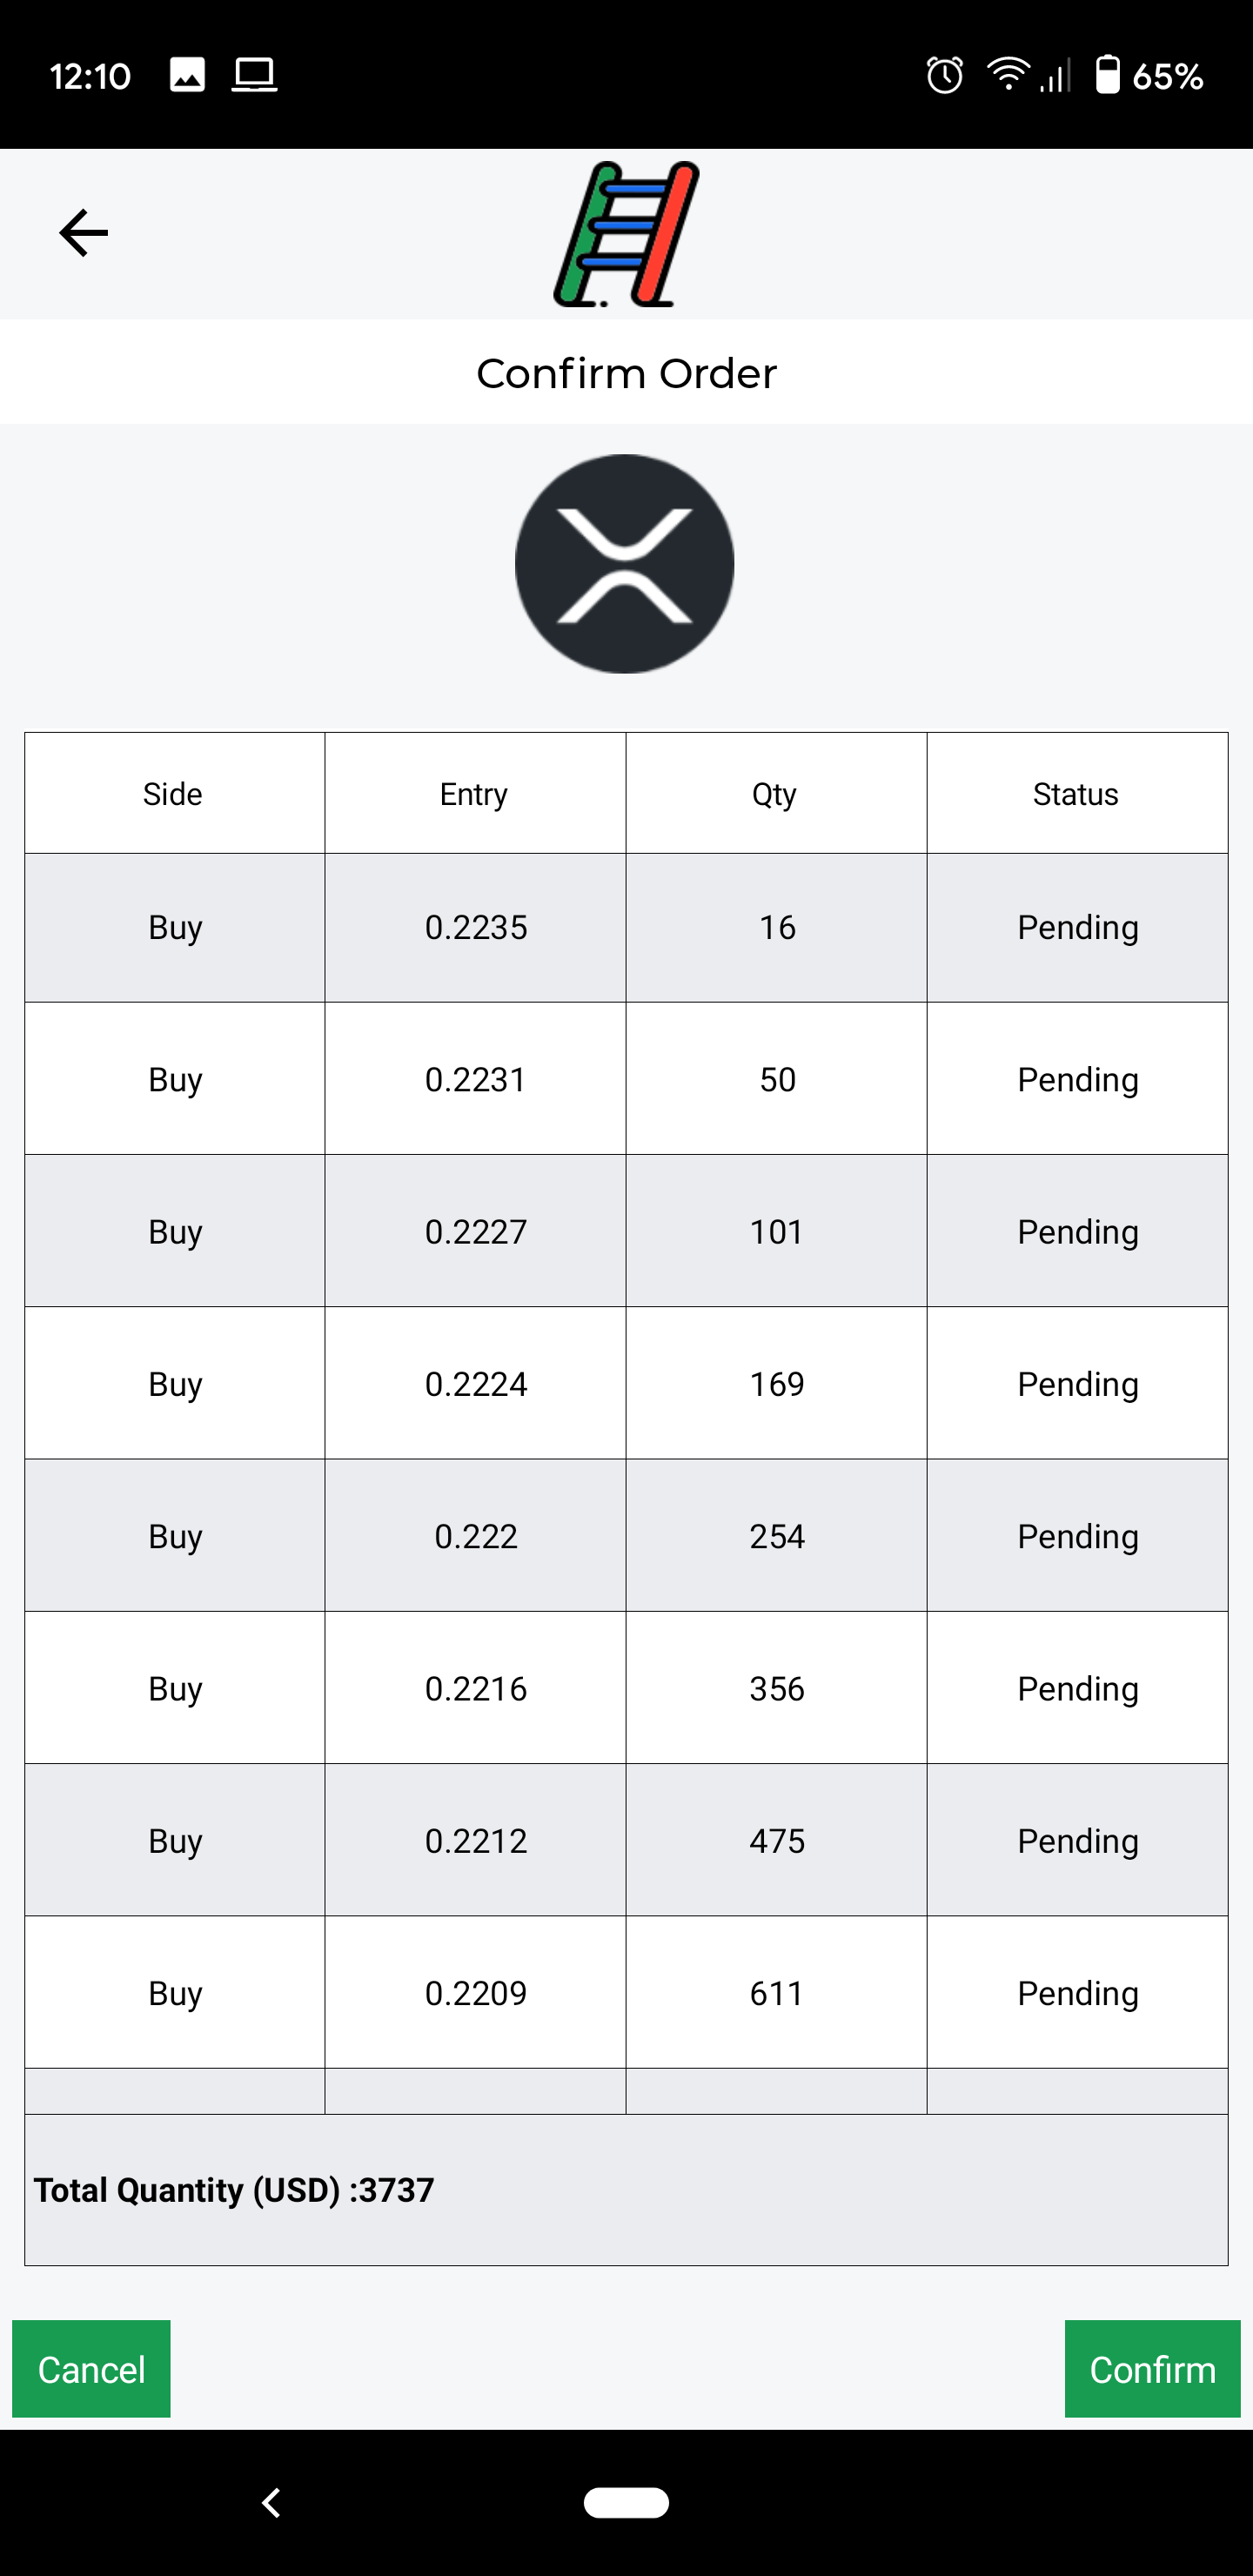 12:10 65%
Confirm Order
Side Entry Qty Status
Buy 0.2235 16 Pending
Buy 0.2231 50 Pending
Buy 0.2227 101 Pending
Buy 0.2224 169 Pending
Buy 0.222 254 Pending
Buy 0.2216 356 Pending
Buy 0.2212 475 Pending
Buy 0.2209 611 Pending
Total Quantity (USD) :3737
Cancel Confirm